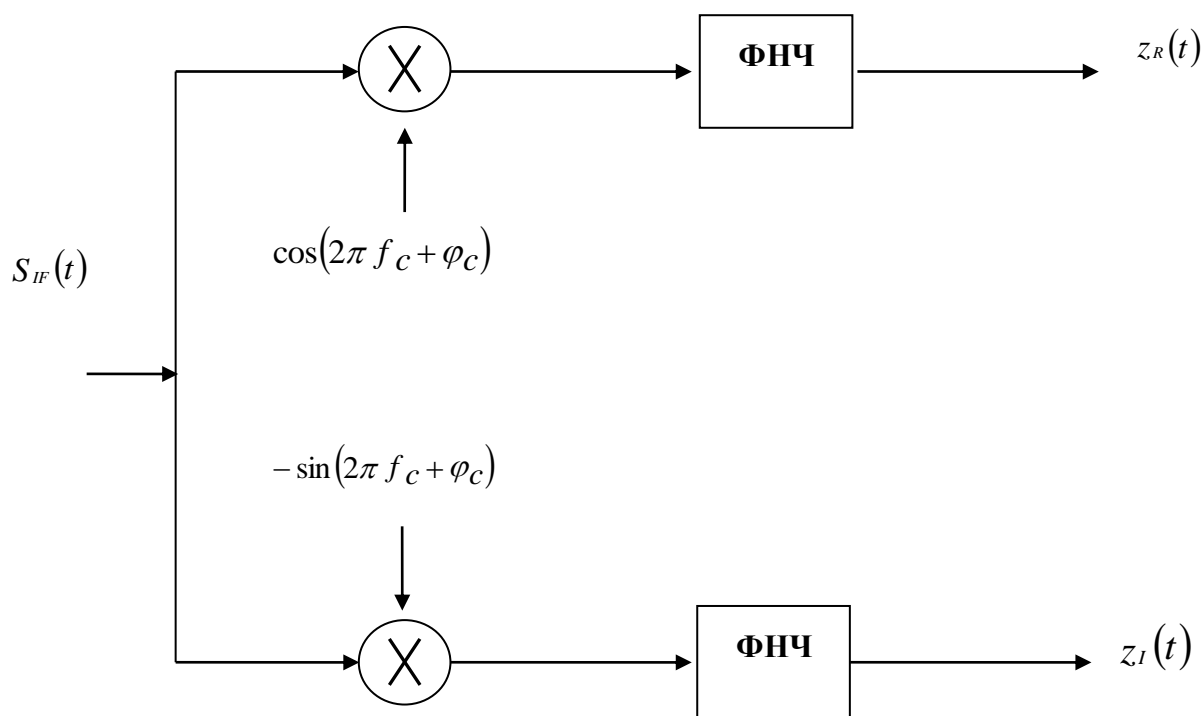 ФНЧ
z_R(t)
cos(2π f_c + φ_c)
S_IF(t)
− sin(2π f_c + φ_c)
ФНЧ
z_I(t)